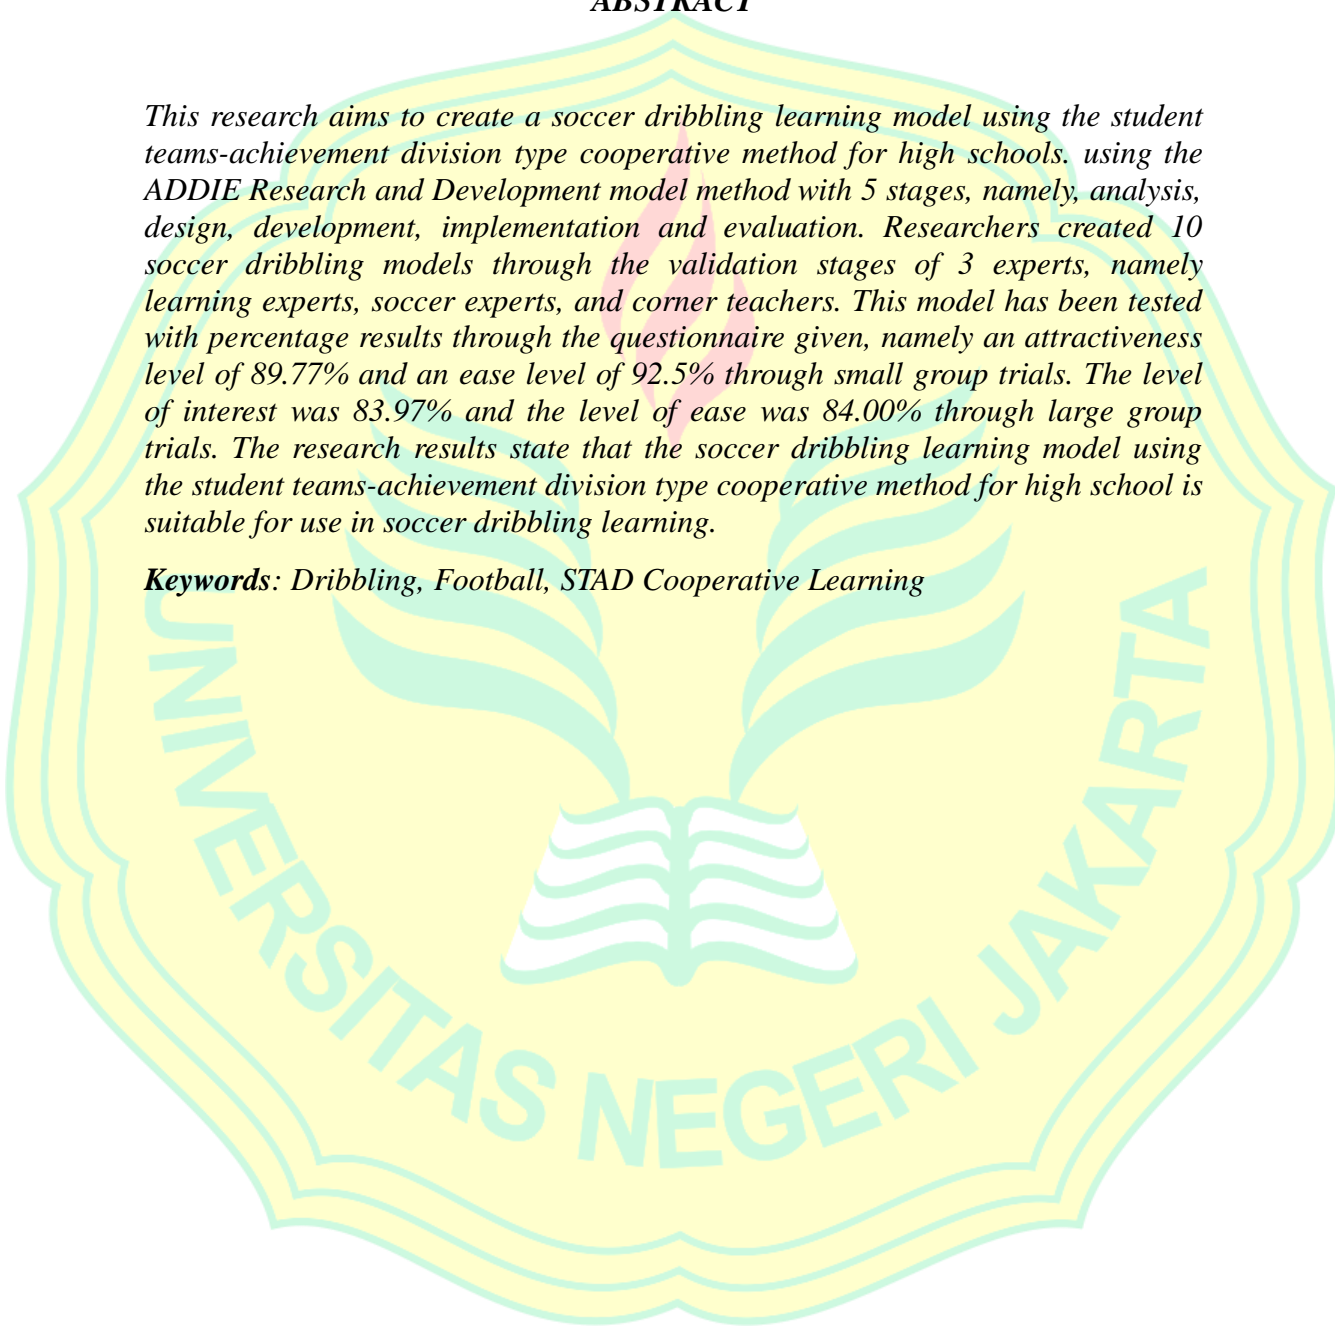 ABSTRACT
This research aims to create a soccer dribbling learning model using the student
teams-achievement division type cooperative method for high schools. using the
ADDIE Research and Development model method with 5 stages, namely, analysis,
design, development, implementation and evaluation. Researchers created 10
soccer dribbling models through the validation stages of 3 experts, namely
learning experts, soccer experts, and corner teachers. This model has been tested
with percentage results through the questionnaire given, namely an attractiveness
level of 89.77% and an ease level of 92.5% through small group trials. The level
of interest was 83.97% and the level of ease was 84.00% through large group
trials. The research results state that the soccer dribbling learning model using
the student teams-achievement division type cooperative method for high school is
suitable for use in soccer dribbling learning.
Keywords: Dribbling, Football, STAD Cooperative Learning
UNIVERSITAS NEGERI JAKARTA